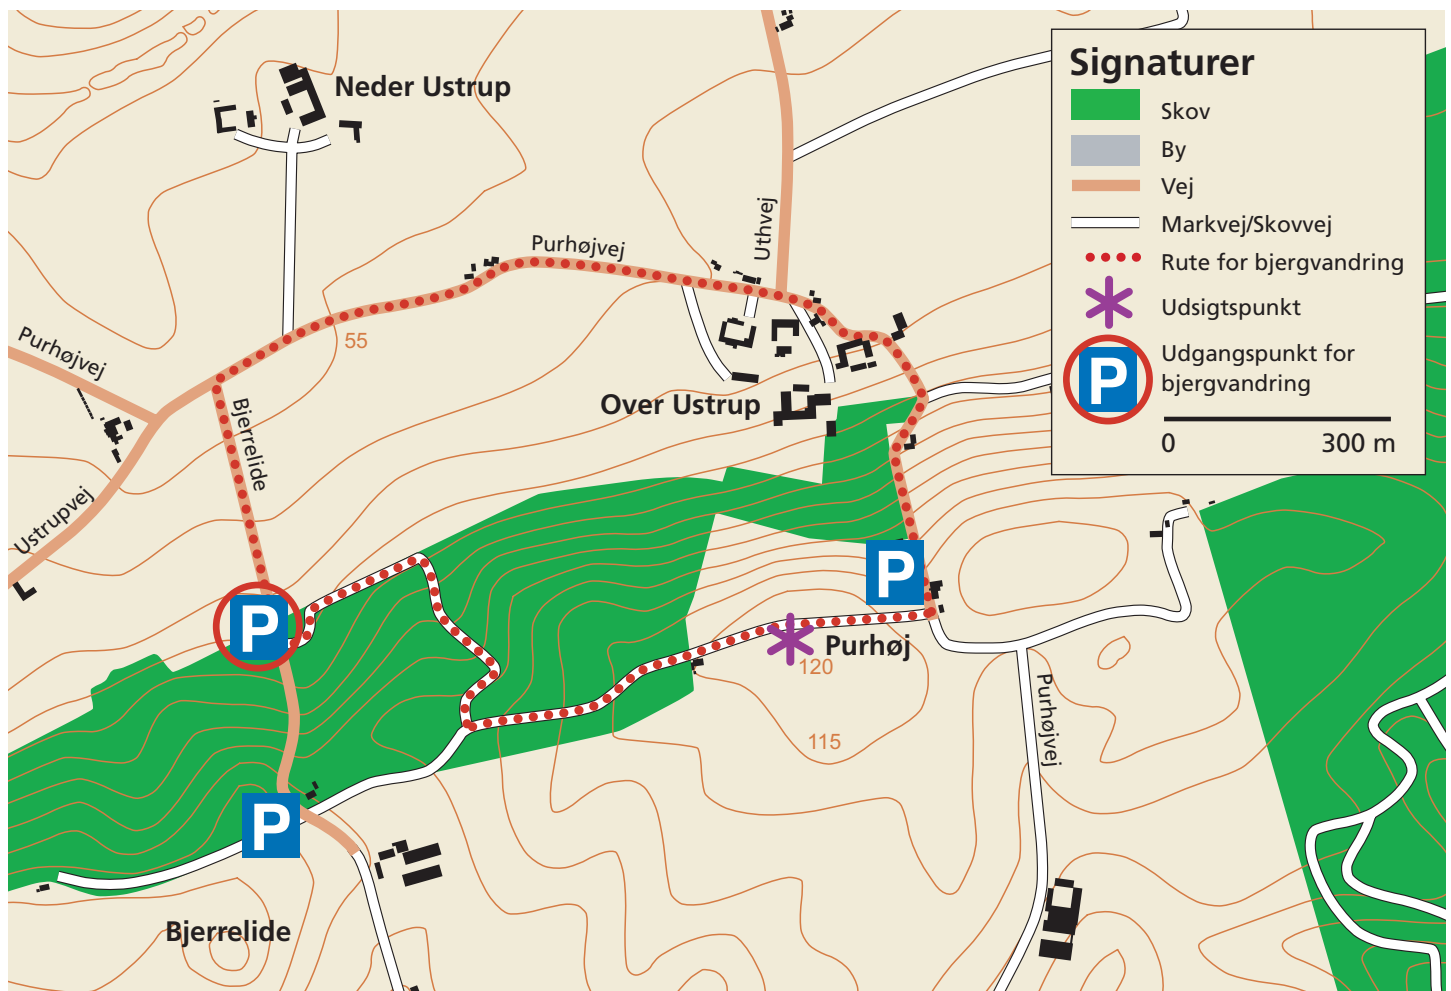 Neder Ustrup
Purhøjvej
Uthvej
Purhøjvej
55
Bjerrelide
Ustrupvej
Over Ustrup
P
P
Purhøj
120
115
Purhøjvej
P
Bjerrelide
Signaturer
Skov
By
Vej
Markvej/Skovvej
Rute for bjergvandring
Udsigtspunkt
P
Udgangspunkt for
bjergvandring
0 300 m